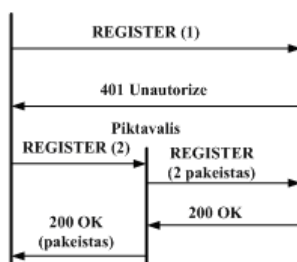 REGISTER (1)
401 Unautorize
Piktavalis
REGISTER (2)
REGISTER
(2 pakeistas)
200 OK
200 OK
(pakeistas)